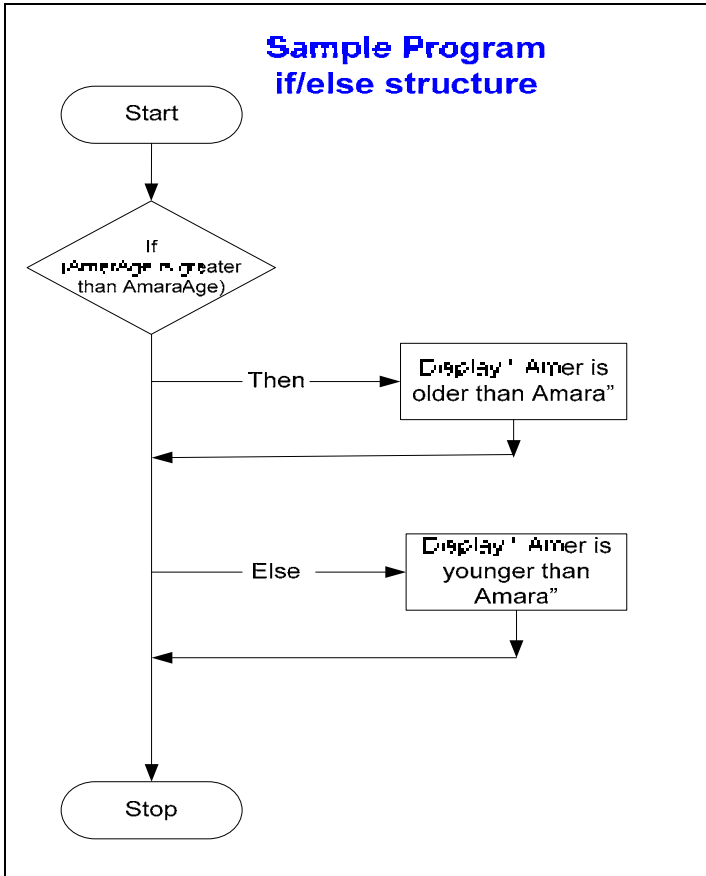 Sample Program
if/else structure
Start
If
(AmerAge is greater
than AmaraAge)
Then
Display " Amer is
older than Amara”
Else
Display " Amer is
younger than
Amara”
Stop